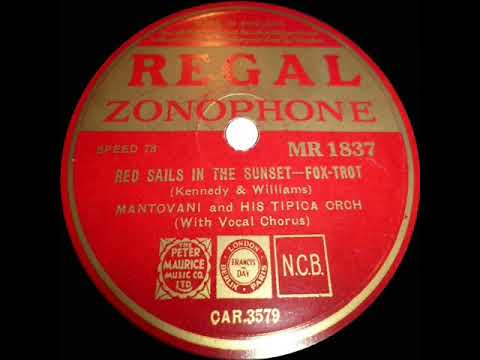 REGAL
ZONOPHONE
SPEED 78
MR 1837
RED SAILS IN THE SUNSET—FOX-TROT
(Kennedy & Williams)
MANTOVANI and HIS TIPICA ORCH
(With Vocal Chorus)
THE
PETER
MAURICE
MUSIC CO.
LTD.
LONDON
FRANCIS
DAY
BERLIN PARIS
N.C.B.
CAR.3579